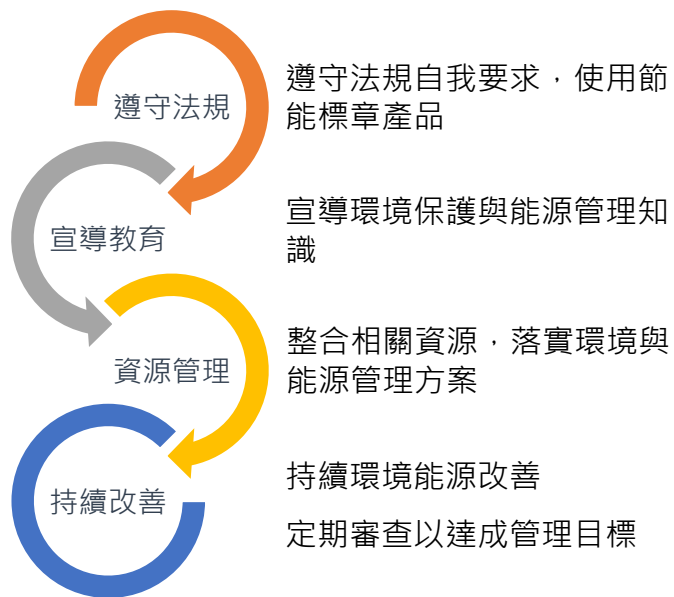 遵守法規
遵守法規自我要求，使用節
能標章產品
宣導教育
宣導環境保護與能源管理知
識
資源管理
整合相關資源，落實環境與
能源管理方案
持續改善
持續環境能源改善
定期審查以達成管理目標